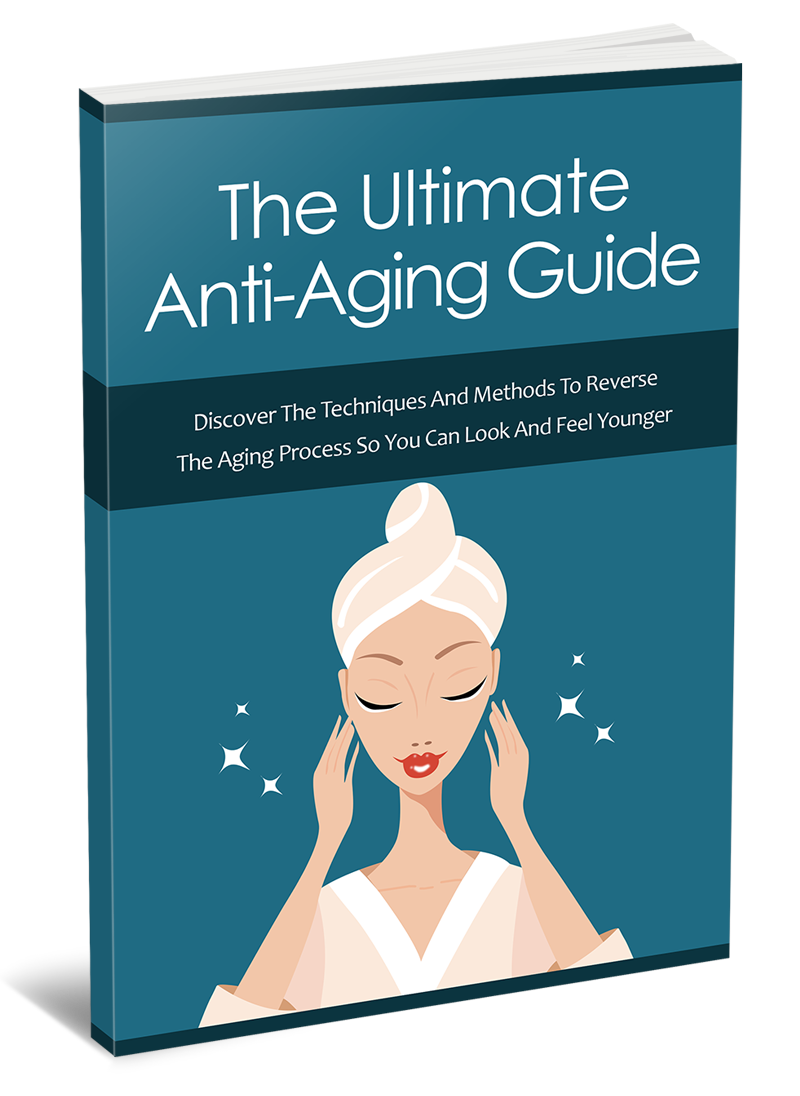 The Ultimate
Anti-Aging Guide
Discover The Techniques And Methods To Reverse
The Aging Process So You Can Look And Feel Younger